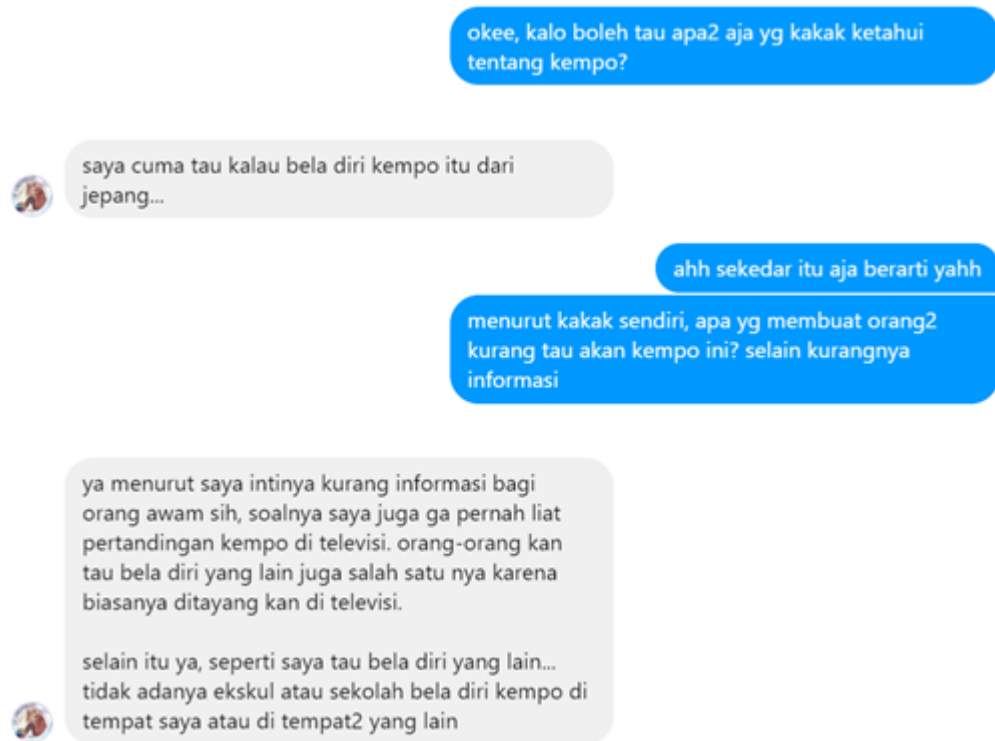 okee, kalo boleh tau apa2 aja yg kakak ketahui
tentang kempo?
saya cuma tau kalau bela diri kempo itu dari
jepang...
ahh sekedar itu aja berarti yahh
menurut kakak sendiri, apa yg membuat orang2
kurang tau akan kempo ini? selain kurangnya
informasi
ya menurut saya intinya kurang informasi bagi
orang awam sih, soalnya saya juga ga pernah liat
pertandingan kempo di televisi. orang-orang kan
tau bela diri yang lain juga salah satu nya karena
biasanya ditayang kan di televisi.
selain itu ya, seperti saya tau bela diri yang lain...
tidak adanya ekskul atau sekolah bela diri kempo di
tempat saya atau di tempat2 yang lain